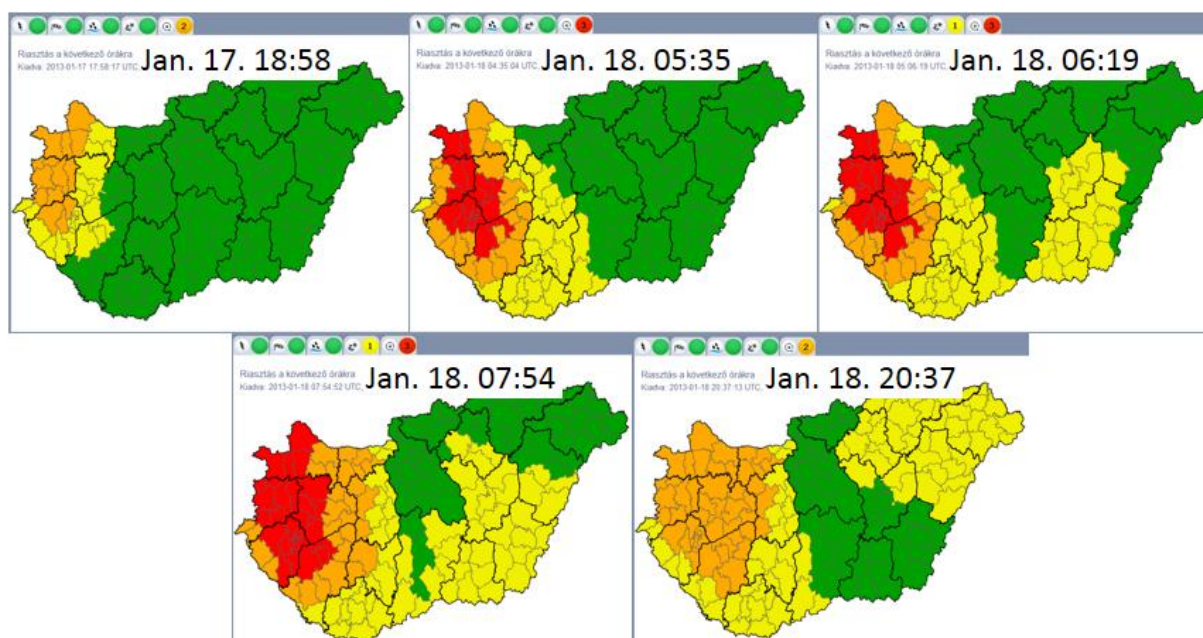 2
Riasztás a következő órákra
Kiadva: 2013-01-17 17:58:17 UTC,
Jan. 17. 18:58
3
Riasztás a következő órákra
Kiadva: 2013-01-18 04:35:04 UTC,
Jan. 18. 05:35
1 3
Riasztás a következő órákra
Kiadva: 2013-01-18 05:06:19 UTC,
Jan. 18. 06:19
1 3
Riasztás a következő órákra
Kiadva: 2013-01-18 07:54:52 UTC,
Jan. 18. 07:54
2
Riasztás a következő órákra
Kiadva: 2013-01-18 20:37:13 UTC,
Jan. 18. 20:37